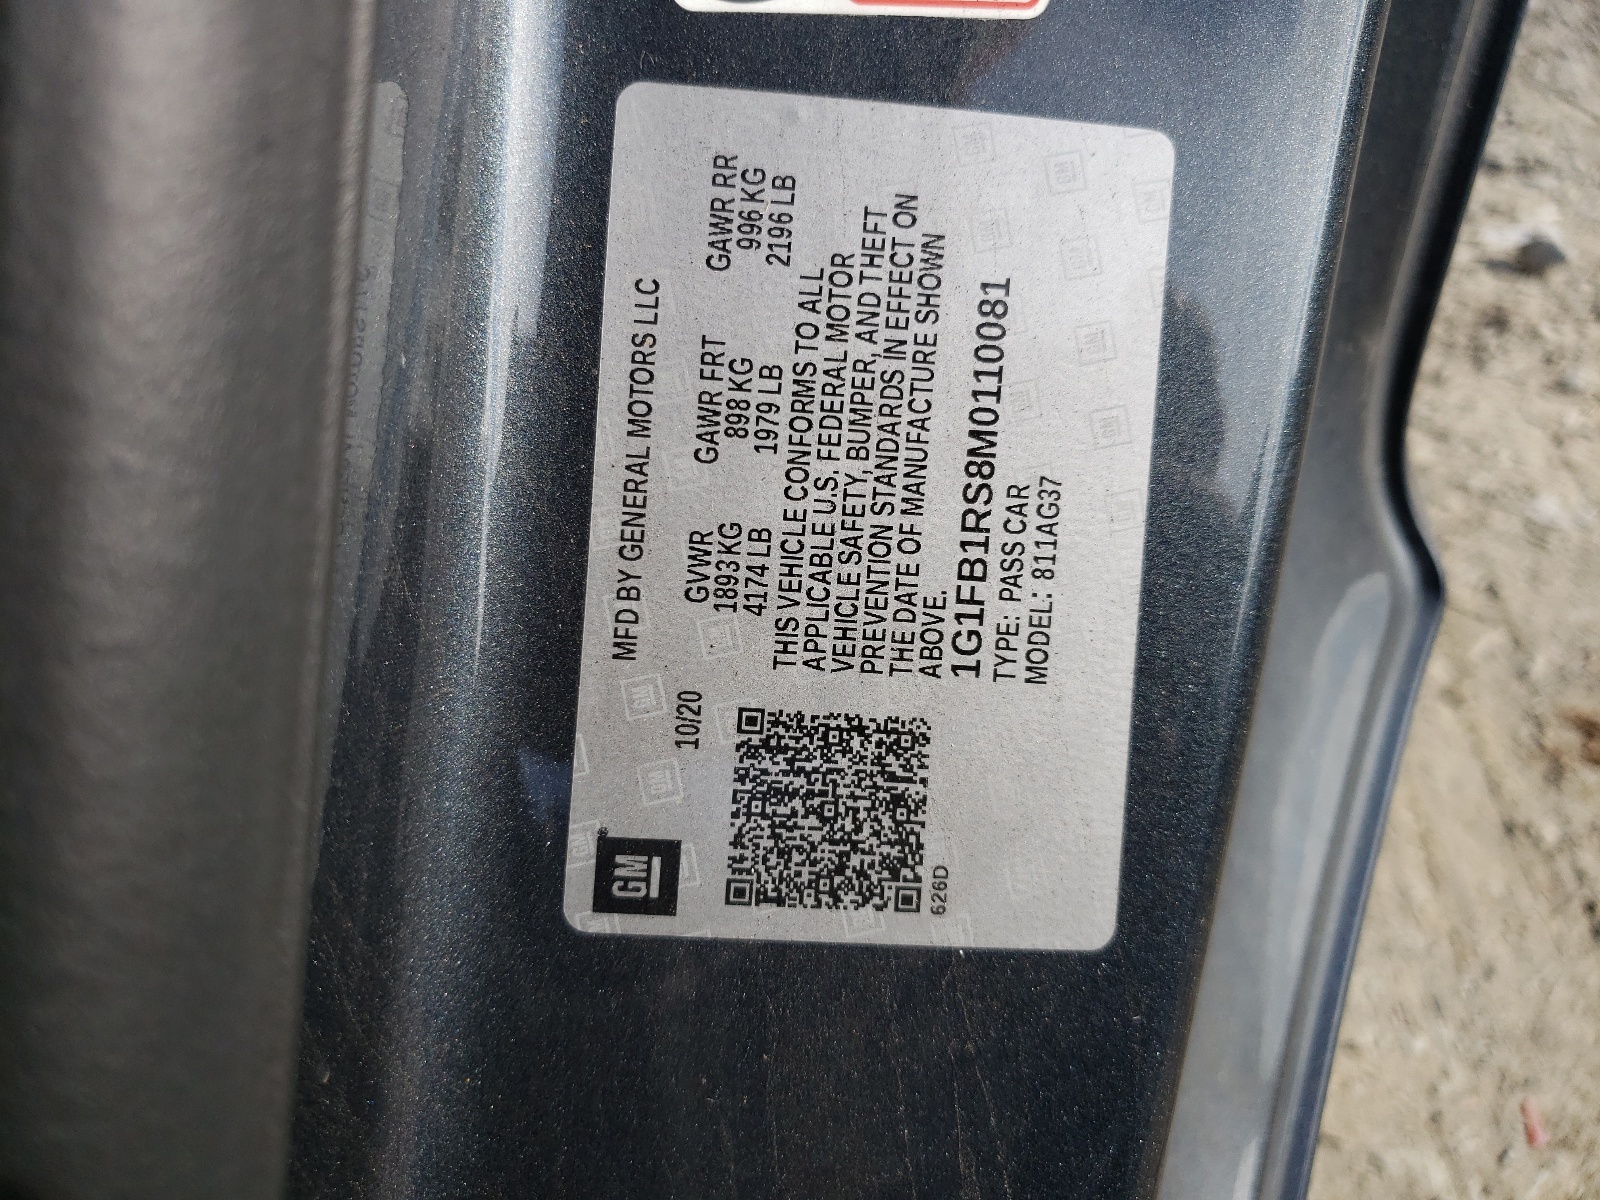 GM
MFD BY GENERAL MOTORS LLC
10/20
GVWR GAWR FRT GAWR RR
1893 KG 898 KG 996 KG
4174 LB 1979 LB 2196 LB
THIS VEHICLE CONFORMS TO ALL
APPLICABLE U.S. FEDERAL MOTOR
VEHICLE SAFETY, BUMPER, AND THEFT
PREVENTION STANDARDS IN EFFECT ON
THE DATE OF MANUFACTURE SHOWN
ABOVE.
626D
1G1FB1RS8M0110081
TYPE: PASS CAR
MODEL: 811AG37